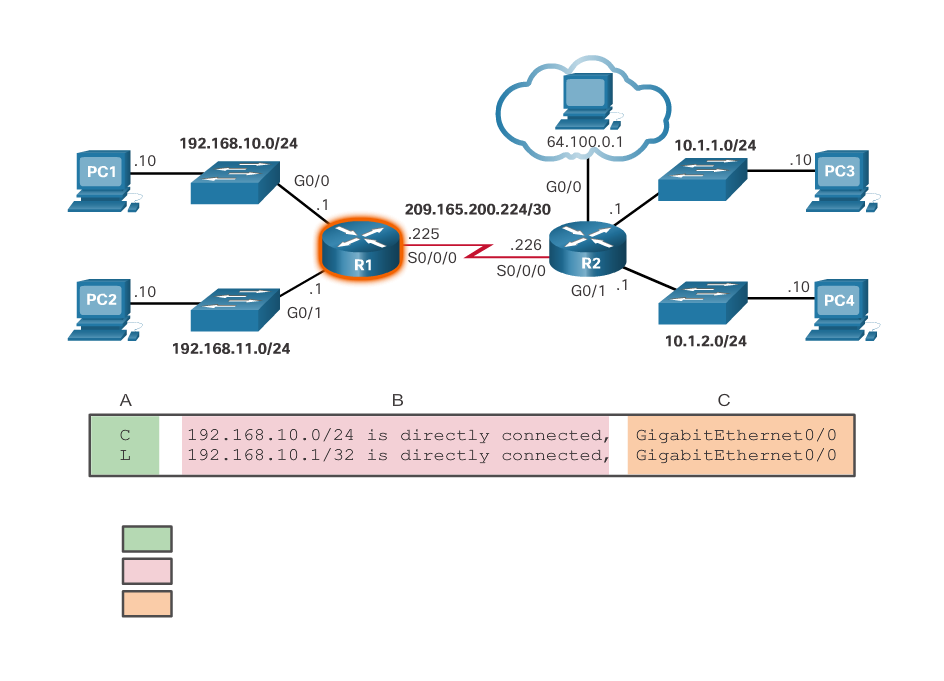 64.100.0.1
192.168.10.0/24
10.1.1.0/24
PC1
.10
.10
PC3
G0/0
G0/0
.1
.1
209.165.200.224/30
.225
.226
R1
S0/0/0
R2
S0/0/0
PC2
.10
.1
G0/1
G0/1
.1
.10
PC4
192.168.11.0/24
10.1.2.0/24
A
B
C
C 192.168.10.0/24 is directly connected, GigabitEthernet0/0
L 192.168.10.1/32 is directly connected, GigabitEthernet0/0